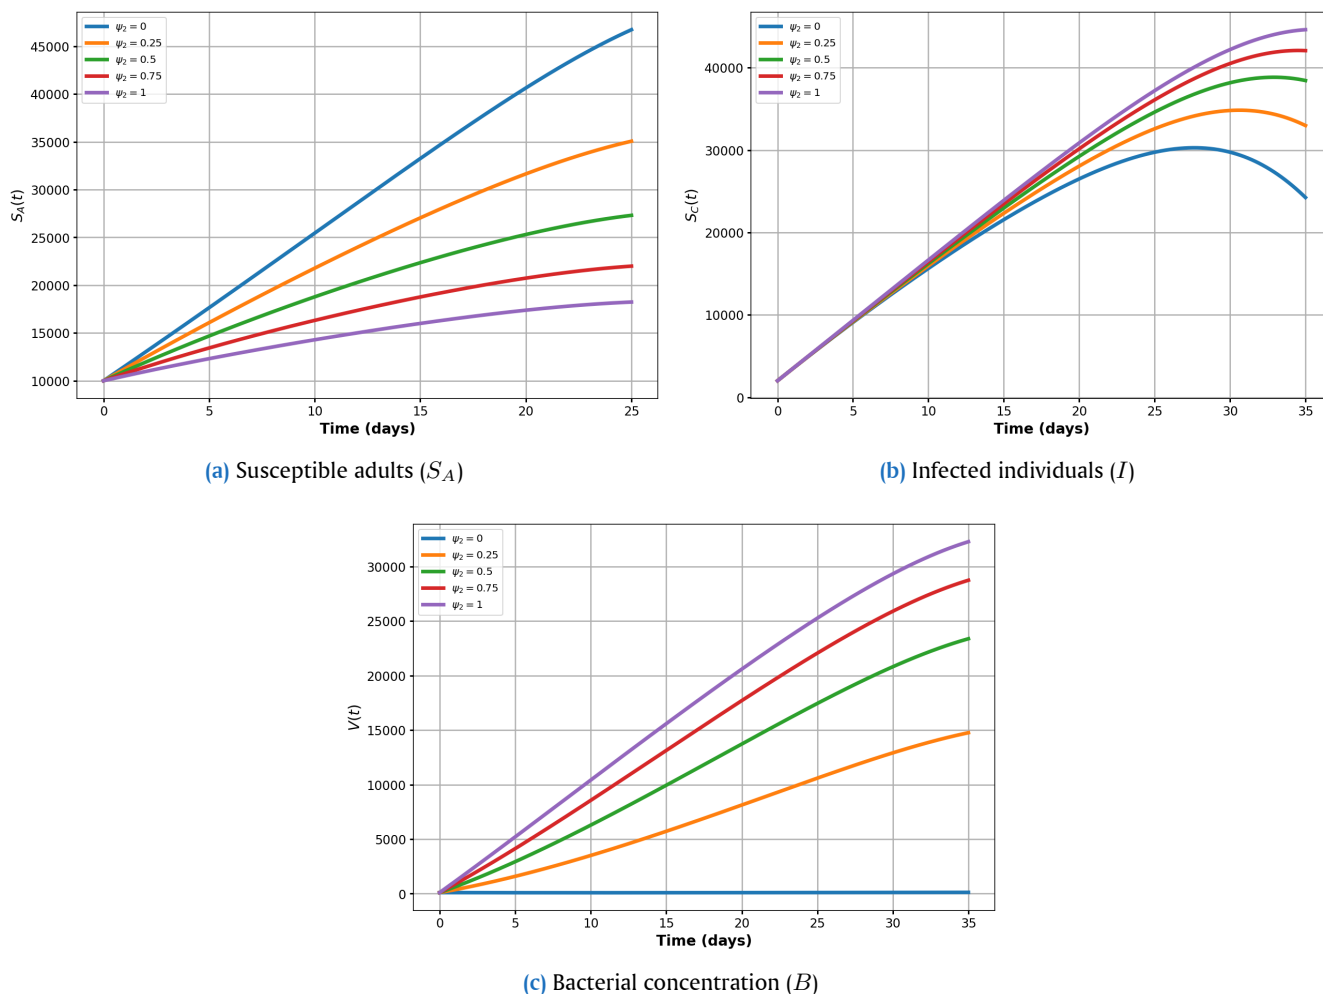 ψ₂ = 0
ψ₂ = 0.25
ψ₂ = 0.5
ψ₂ = 0.75
ψ₂ = 1
45000
40000
35000
30000
25000
20000
15000
10000
S_A(t)
0 5 10 15 20 25
Time (days)
(a) Susceptible adults (S_A)
ψ₂ = 0
ψ₂ = 0.25
ψ₂ = 0.5
ψ₂ = 0.75
ψ₂ = 1
40000
30000
20000
10000
0
S_C(t)
0 5 10 15 20 25 30 35
Time (days)
(b) Infected individuals (I)
ψ₂ = 0
ψ₂ = 0.25
ψ₂ = 0.5
ψ₂ = 0.75
ψ₂ = 1
30000
25000
20000
15000
10000
5000
0
V(t)
0 5 10 15 20 25 30 35
Time (days)
(c) Bacterial concentration (B)